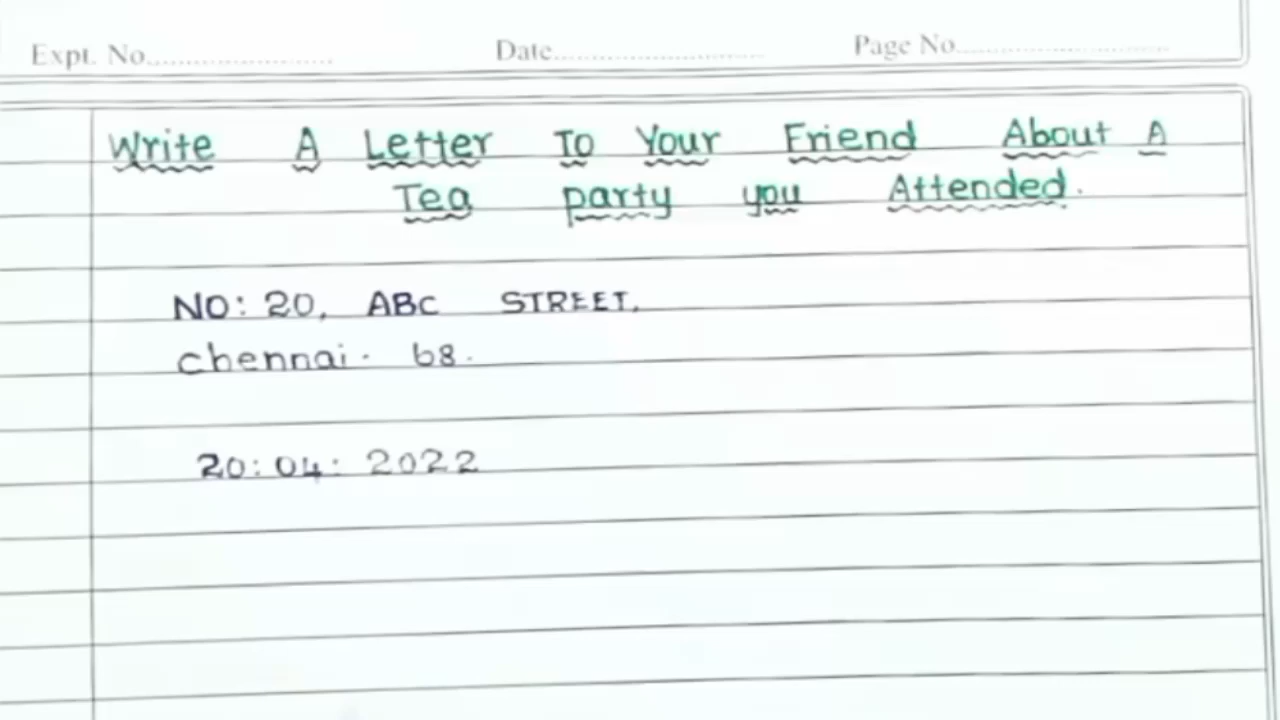 Expt. No.......................... Date.......................... Page No..........................
Write A Letter To Your Friend About A
Tea party you Attended.
NO: 20, ABC STREET.
Chennai. 68.
20:04: 2022